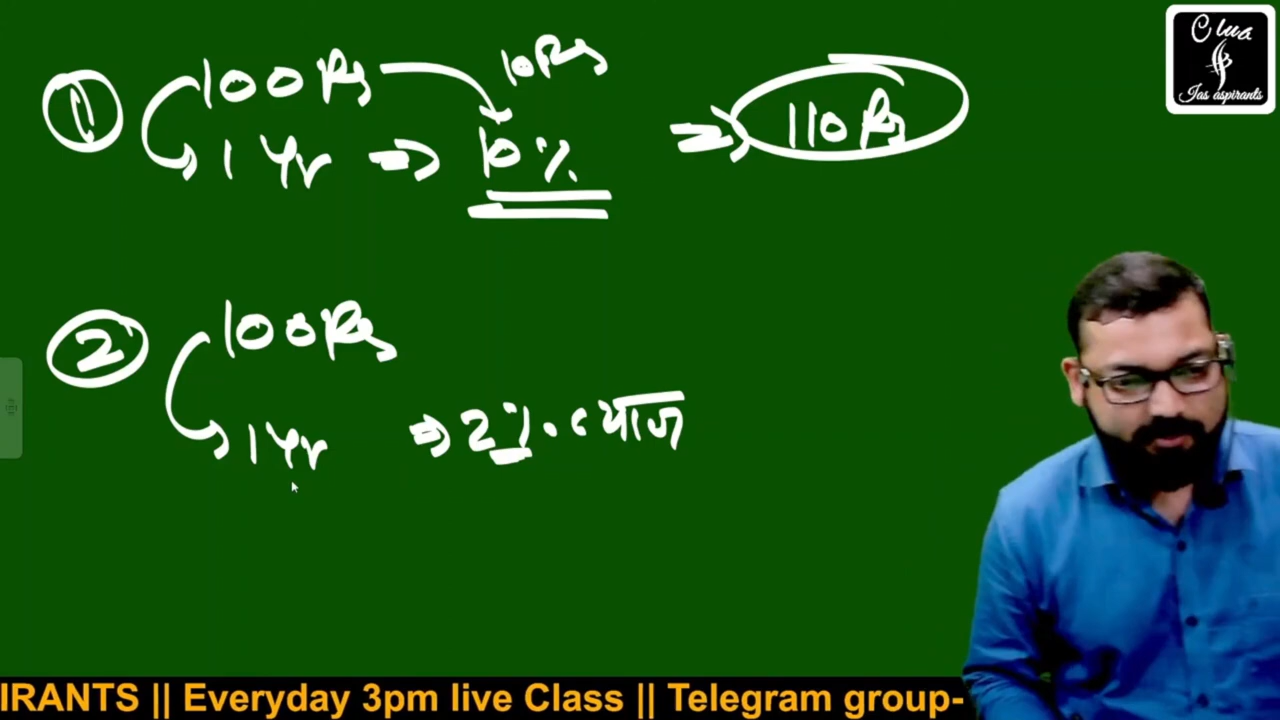 ① 100 Rs 10 Rs
1 Yr ⇒ 10% ⇒ 110 Rs
② 100 Rs
1 Yr ⇒ 2% ब्याज
Clue
Ias aspirants
IRANTS || Everyday 3pm live Class || Telegram group-